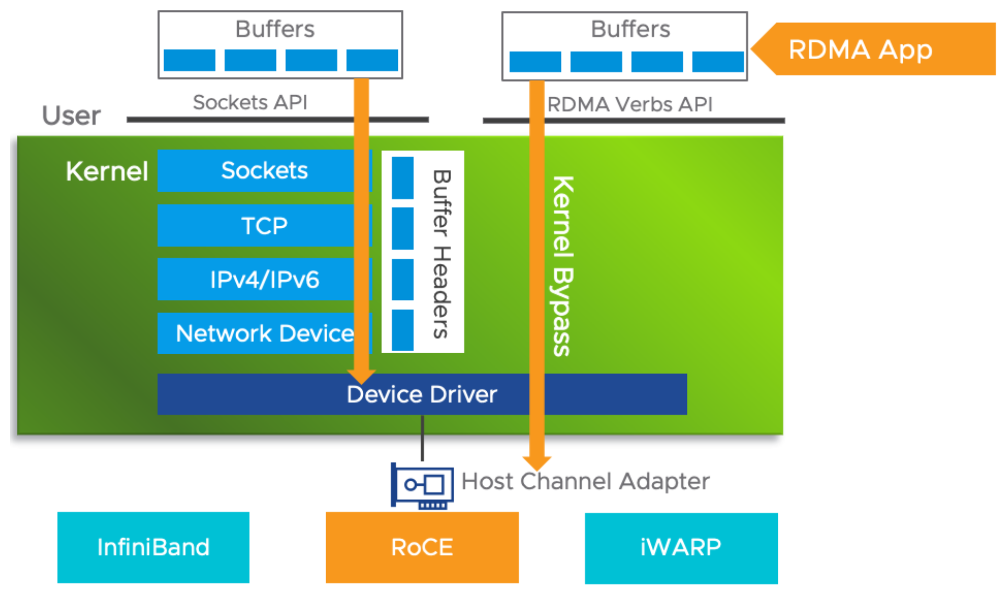 Buffers
Buffers
RDMA App
Sockets API
RDMA Verbs API
User
Kernel
Sockets
TCP
IPv4/IPv6
Network Device
Buffer Headers
Kernel Bypass
Device Driver
Host Channel Adapter
InfiniBand
RoCE
iWARP